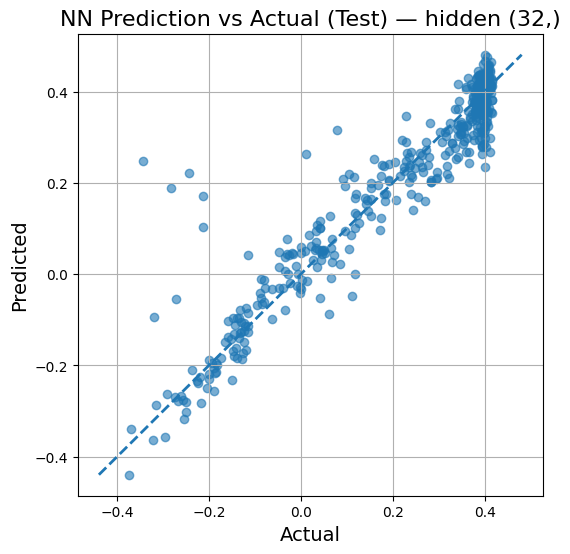 NN Prediction vs Actual (Test) — hidden (32,)
0.4
0.2
0.0
−0.2
−0.4
Predicted
−0.4 −0.2 0.0 0.2 0.4
Actual